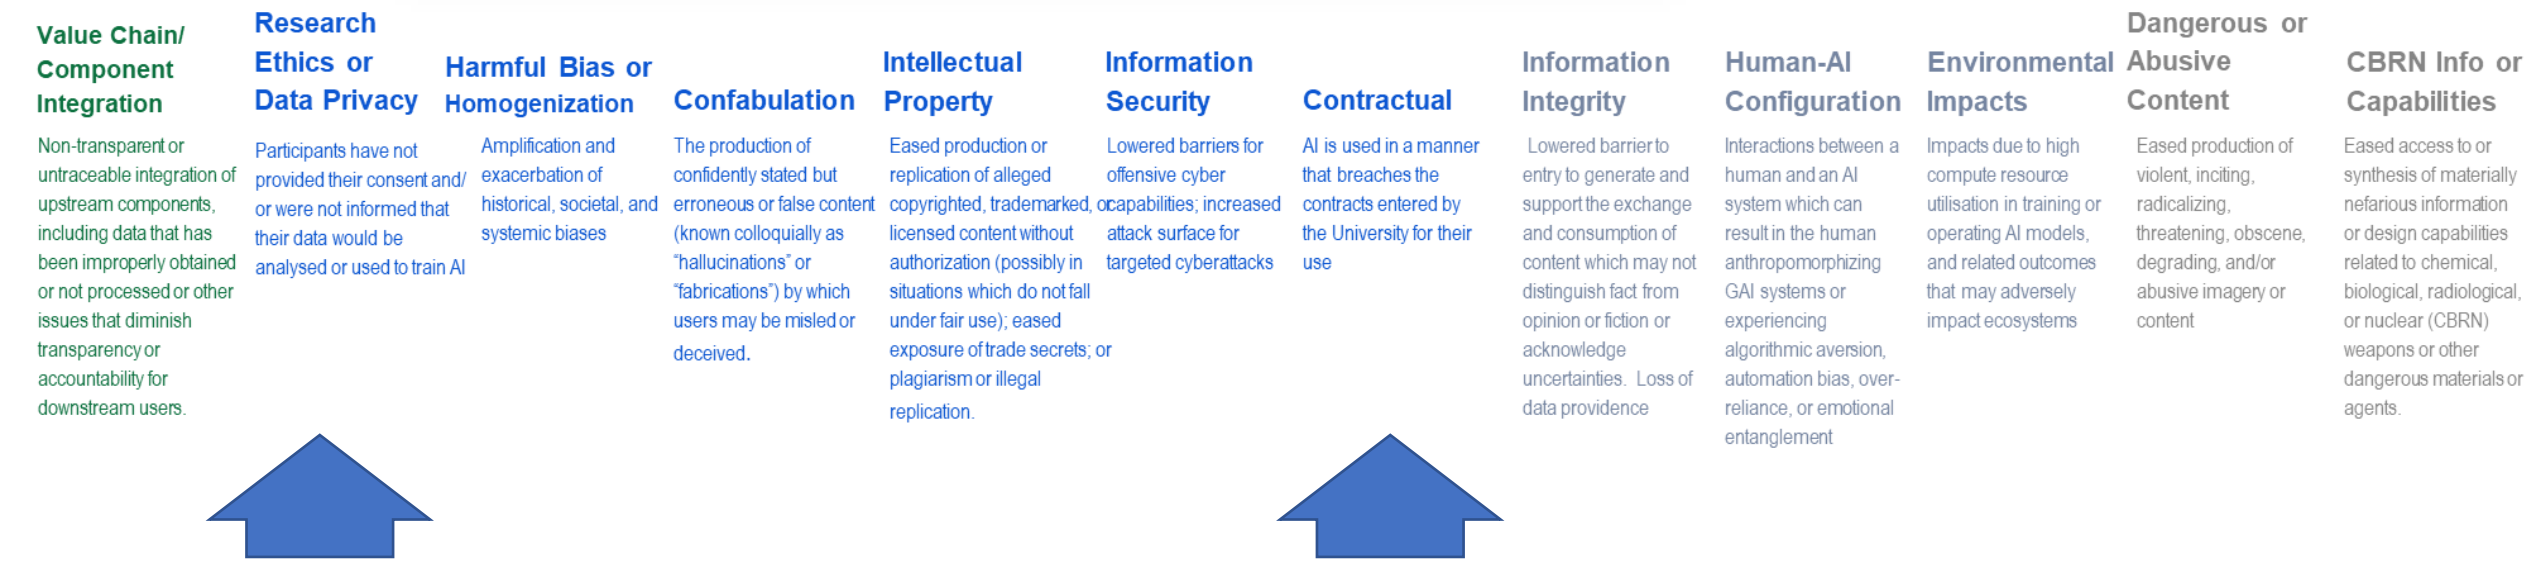 Value Chain/
Component
Integration
Non-transparent or
untraceable integration of
upstream components,
including data that has
been improperly obtained
or not processed or other
issues that diminish
transparency or
accountability for
downstream users.
Research
Ethics or
Data Privacy
Participants have not
provided their consent and/
or were not informed that
their data would be
analysed or used to train AI
Harmful Bias or
Homogenization
Amplification and
exacerbation of
historical, societal, and
systemic biases
Confabulation
The production of
confidently stated but
erroneous or false content
(known colloquially as
“hallucinations” or
“fabrications”) by which
users may be misled or
deceived.
Intellectual
Property
Eased production or
replication of alleged
copyrighted, trademarked, or
licensed content without
authorization (possibly in
situations which do not fall
under fair use); eased
exposure of trade secrets; or
plagiarism or illegal
replication.
Information
Security
Lowered barriers for
offensive cyber
capabilities; increased
attack surface for
targeted cyberattacks
Contractual
AI is used in a manner
that breaches the
contracts entered by
the University for their
use
Information
Integrity
Lowered barrier to
entry to generate and
support the exchange
and consumption of
content which may not
distinguish fact from
opinion or fiction or
acknowledge
uncertainties. Loss of
data providence
Human-AI
Configuration
Interactions between a
human and an AI
system which can
result in the human
anthropomorphizing
GAI systems or
experiencing
algorithmic aversion,
automation bias, over-
reliance, or emotional
entanglement
Environmental
Impacts
Impacts due to high
compute resource
utilisation in training or
operating AI models,
and related outcomes
that may adversely
impact ecosystems
Dangerous or
Abusive
Content
Eased production of
violent, inciting,
radicalizing,
threatening, obscene,
degrading, and/or
abusive imagery or
content
CBRN Info or
Capabilities
Eased access to or
synthesis of materially
nefarious information
or design capabilities
related to chemical,
biological, radiological,
or nuclear (CBRN)
weapons or other
dangerous materials or
agents.